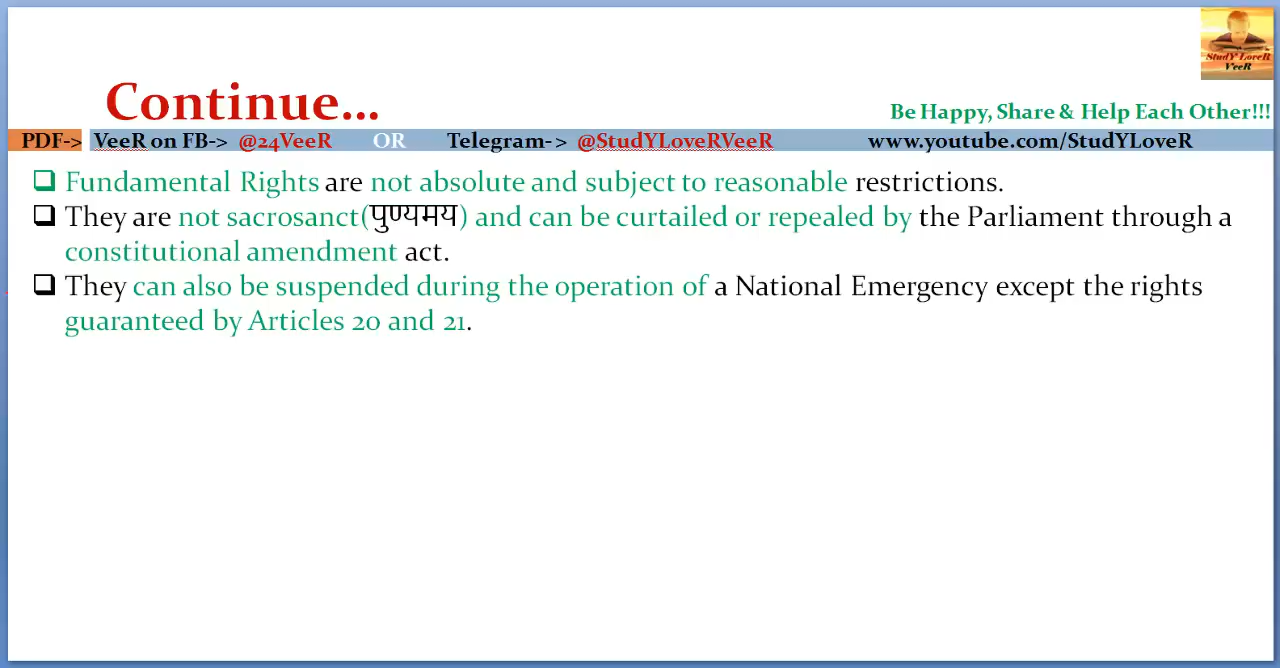 StudY LoveR
VeeR
Continue...
Be Happy, Share & Help Each Other!!!
PDF-> VeeR on FB-> @24VeeR OR Telegram-> @StudYLoveRVeeR www.youtube.com/StudYLoveR
❑ Fundamental Rights are not absolute and subject to reasonable restrictions.
❑ They are not sacrosanct(पुण्यमय) and can be curtailed or repealed by the Parliament through a
constitutional amendment act.
❑ They can also be suspended during the operation of a National Emergency except the rights
guaranteed by Articles 20 and 21.